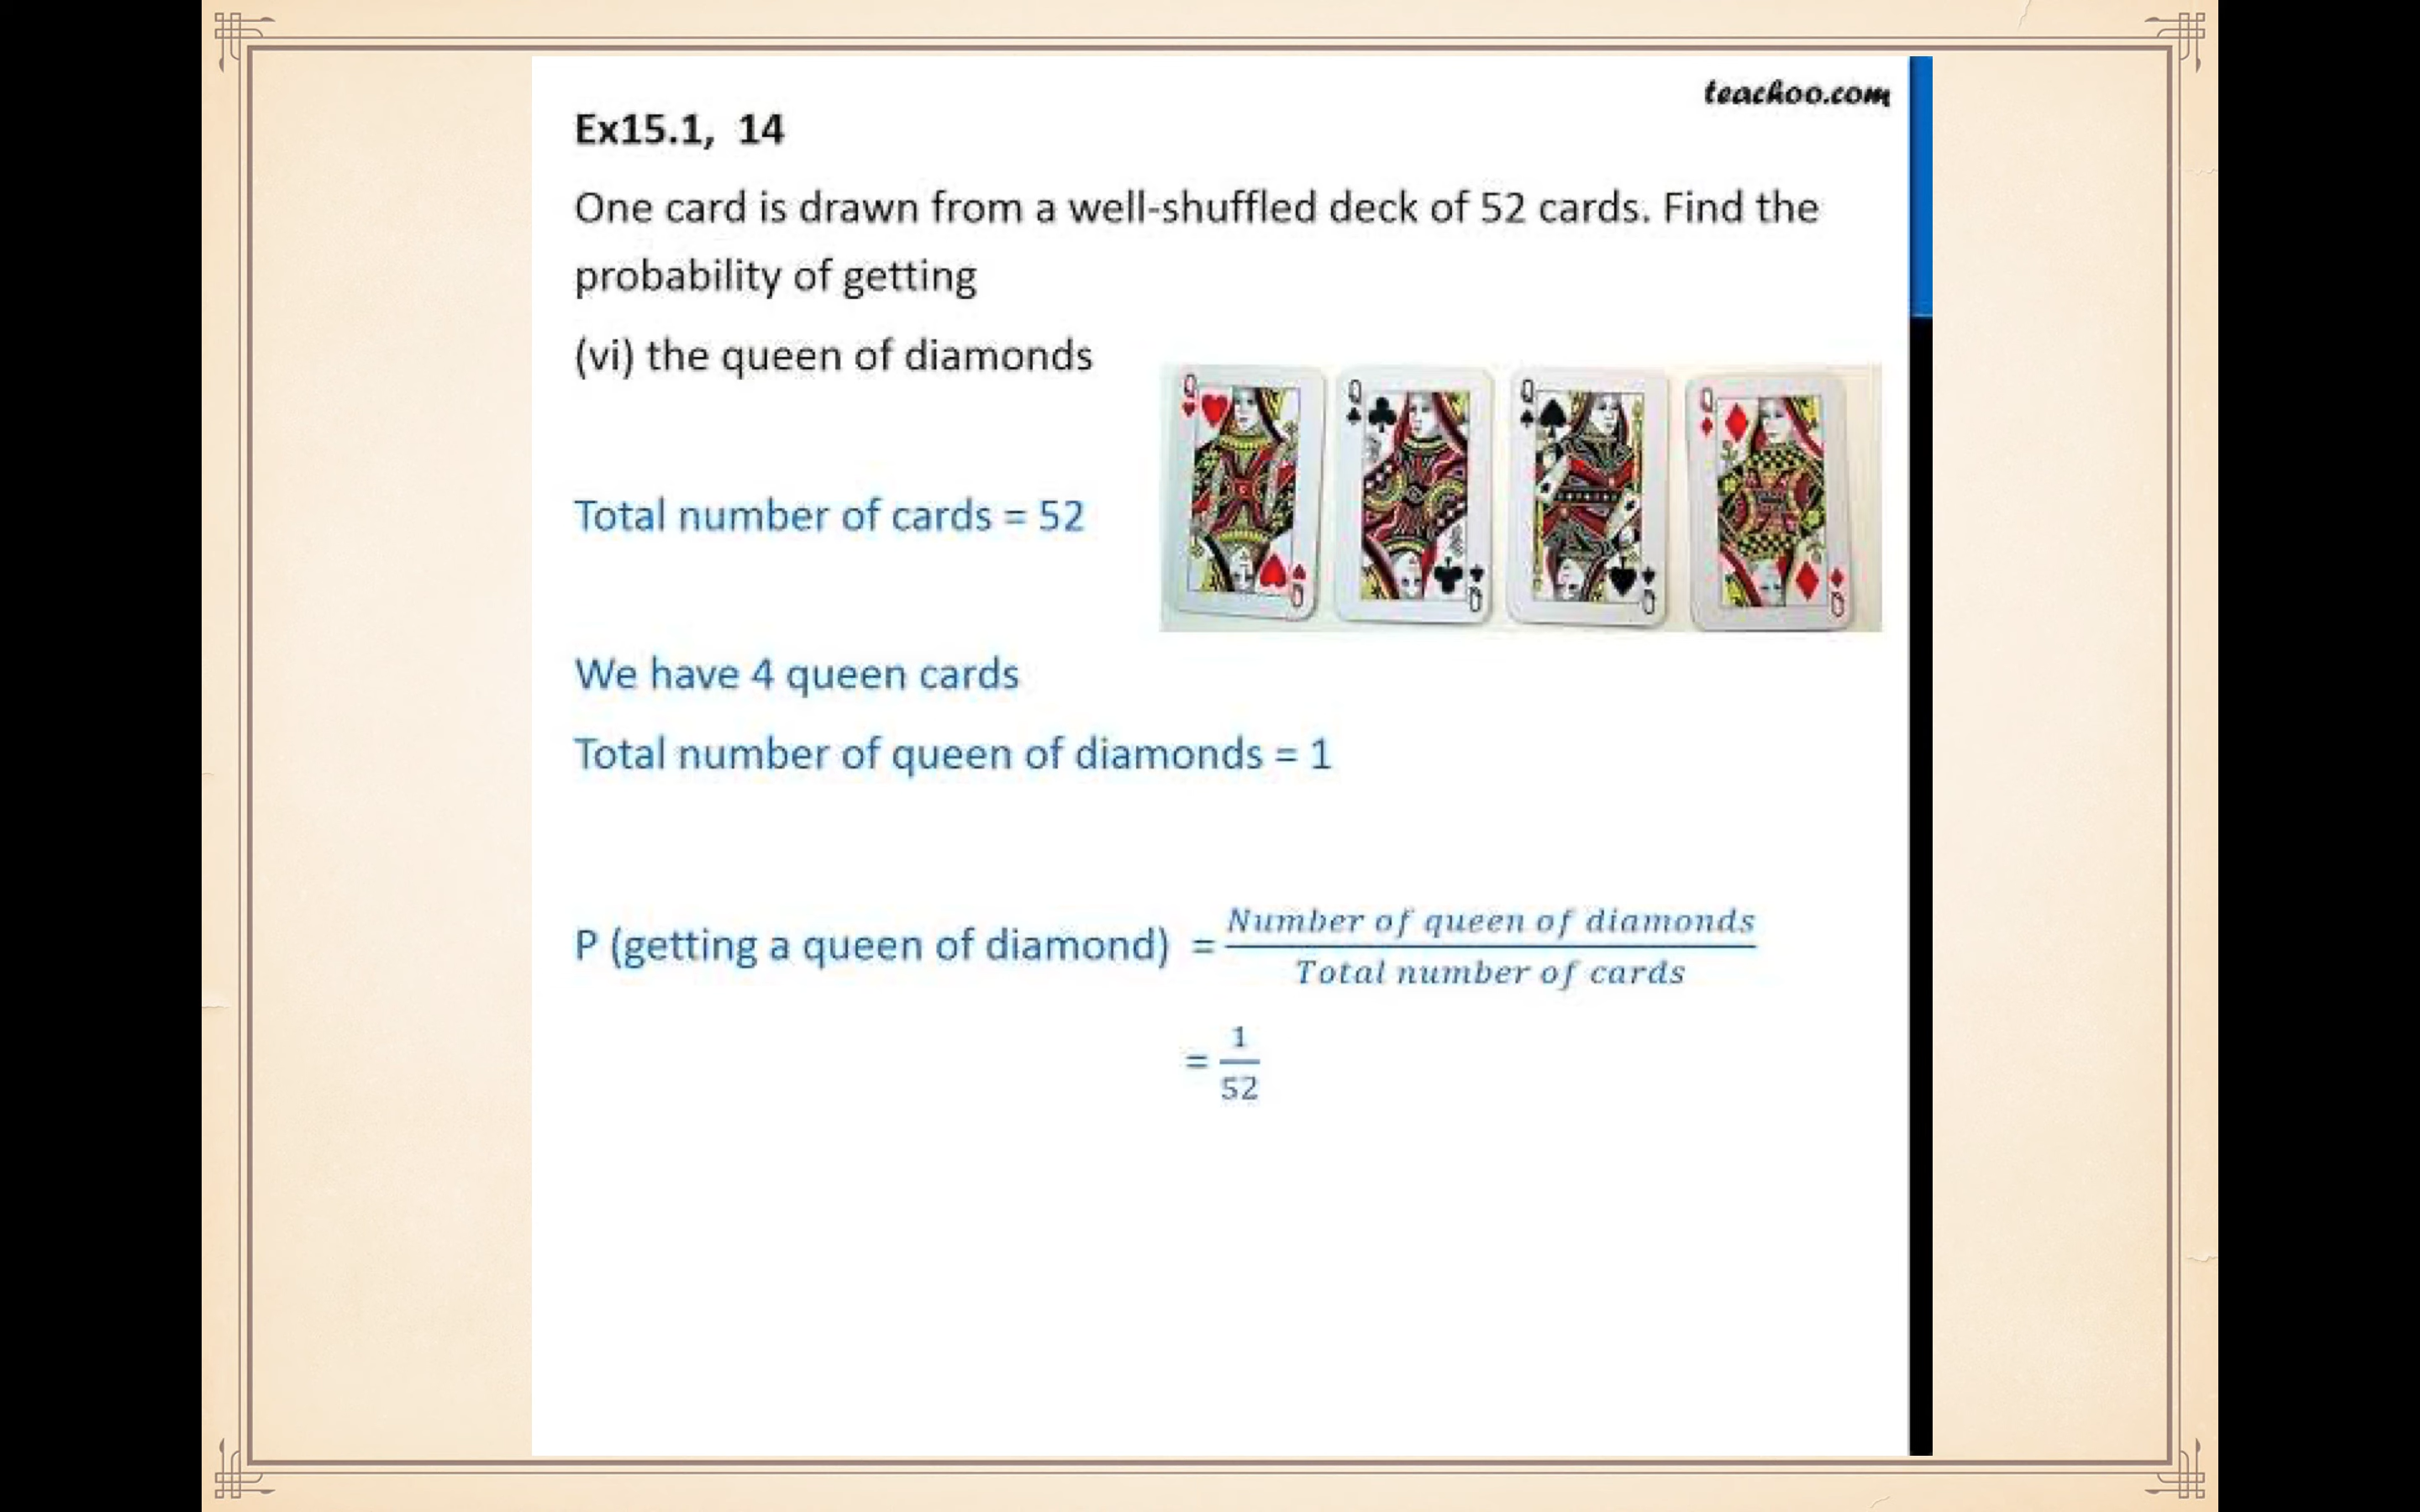 teachoo.com
Ex15.1, 14
One card is drawn from a well-shuffled deck of 52 cards. Find the
probability of getting
(vi) the queen of diamonds
Q Q Q Q
Total number of cards = 52
Q Q Q Q
We have 4 queen cards
Total number of queen of diamonds = 1
P (getting a queen of diamond) = Number of queen of diamonds / Total number of cards
= 1/52